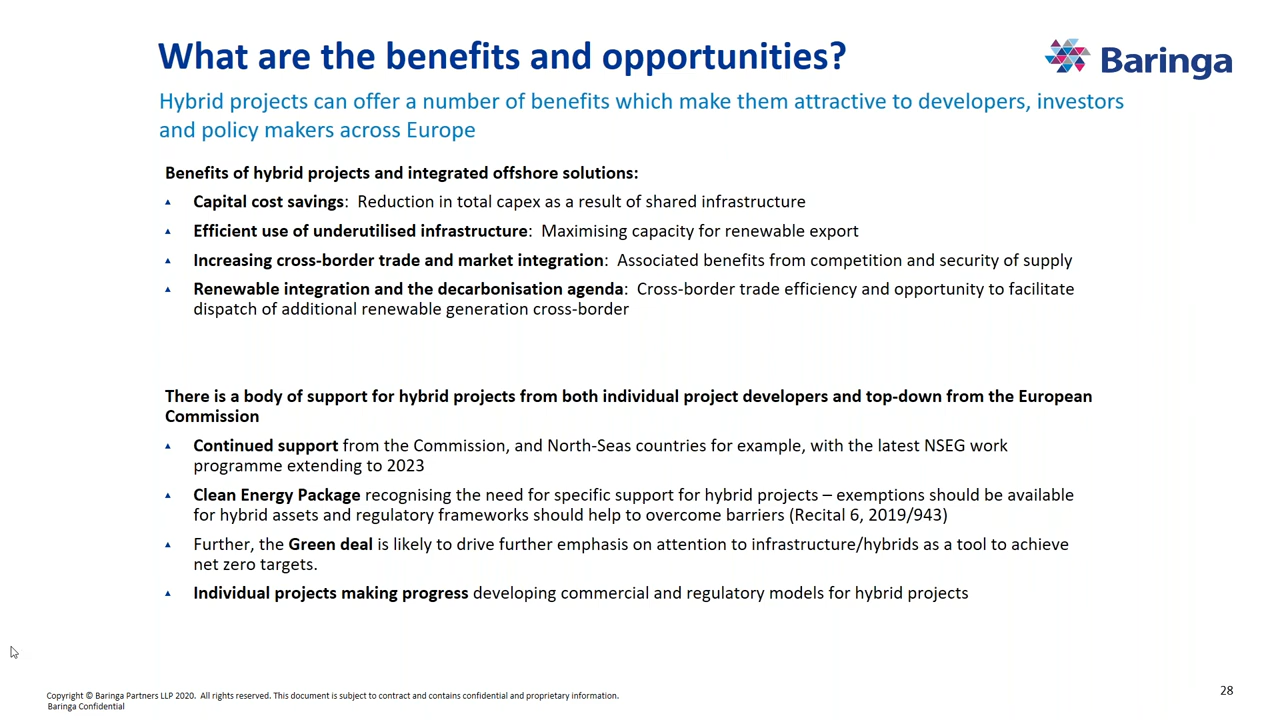 What are the benefits and opportunities?
Baringa
Hybrid projects can offer a number of benefits which make them attractive to developers, investors
and policy makers across Europe
Benefits of hybrid projects and integrated offshore solutions:
Capital cost savings: Reduction in total capex as a result of shared infrastructure
Efficient use of underutilised infrastructure: Maximising capacity for renewable export
Increasing cross-border trade and market integration: Associated benefits from competition and security of supply
Renewable integration and the decarbonisation agenda: Cross-border trade efficiency and opportunity to facilitate
dispatch of additional renewable generation cross-border
There is a body of support for hybrid projects from both individual project developers and top-down from the European
Commission
Continued support from the Commission, and North-Seas countries for example, with the latest NSEG work
programme extending to 2023
Clean Energy Package recognising the need for specific support for hybrid projects – exemptions should be available
for hybrid assets and regulatory frameworks should help to overcome barriers (Recital 6, 2019/943)
Further, the Green deal is likely to drive further emphasis on attention to infrastructure/hybrids as a tool to achieve
net zero targets.
Individual projects making progress developing commercial and regulatory models for hybrid projects
Copyright © Baringa Partners LLP 2020. All rights reserved. This document is subject to contract and contains confidential and proprietary information.
Baringa Confidential
28